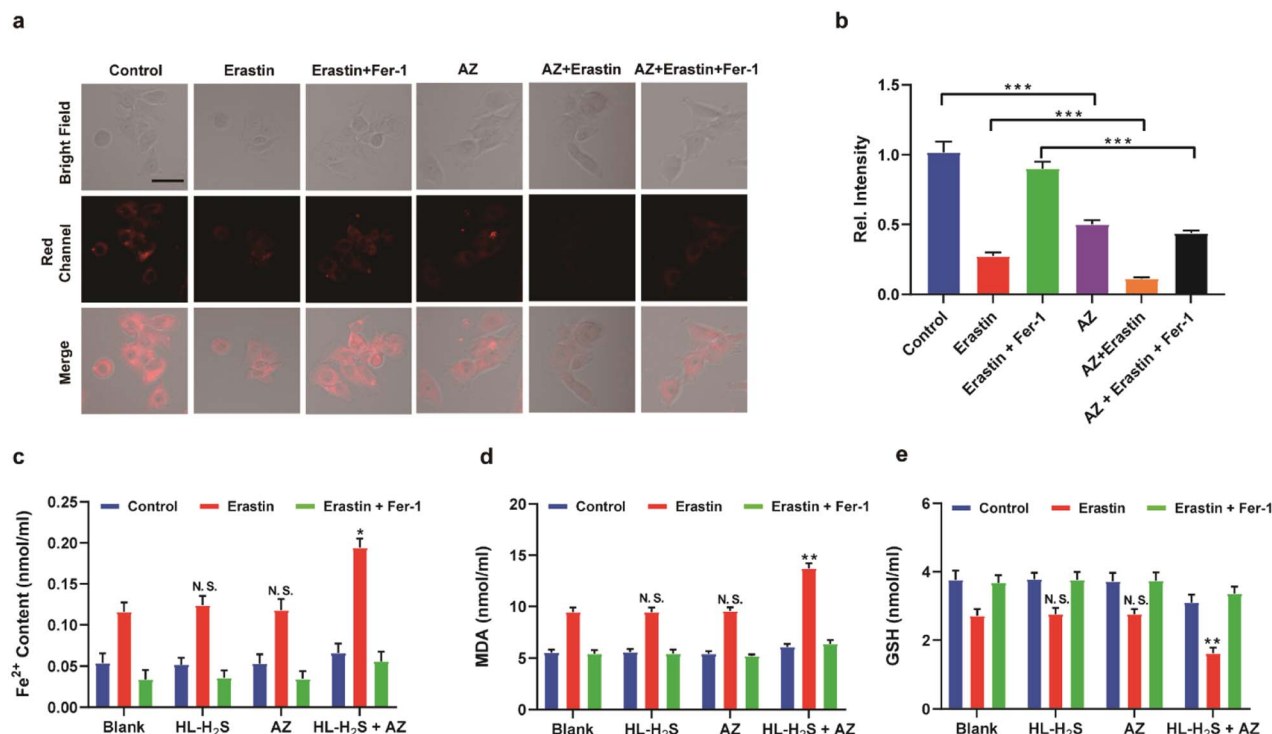 a
Control Erastin Erastin+Fer-1 AZ AZ+Erastin AZ+Erastin+Fer-1
Bright Field
Red
Channel
Merge
b
Rel. Intensity
1.5
1.0
0.5
0.0
***
***
***
Control
Erastin
Erastin + Fer-1
AZ
AZ+Erastin
AZ + Erastin + Fer-1
c
Control Erastin Erastin + Fer-1
Fe²⁺ Content (nmol/ml)
0.25
0.20
0.15
0.10
0.05
0.00
N. S.
N. S.
*
Blank HL-H₂S AZ HL-H₂S + AZ
d
Control Erastin Erastin + Fer-1
MDA (nmol/ml)
20
15
10
5
0
N. S.
N. S.
**
Blank HL-H₂S AZ HL-H₂S + AZ
e
Control Erastin Erastin + Fer-1
GSH (nmol/ml)
6
4
2
0
N. S.
N. S.
**
Blank HL-H₂S AZ HL-H₂S + AZ